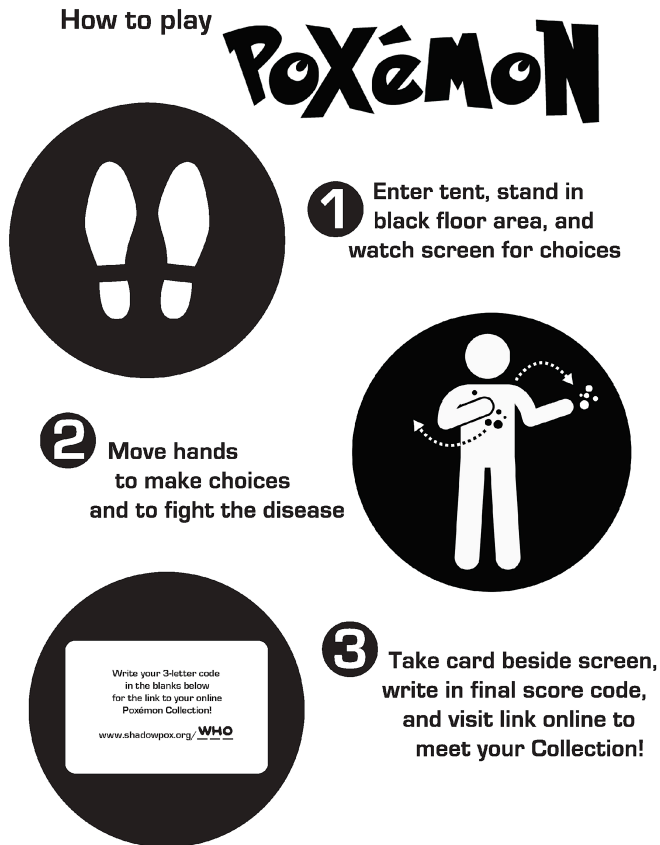 How to play
POXéMON
1
Enter tent, stand in
black floor area, and
watch screen for choices
2
Move hands
to make choices
and to fight the disease
Write your 3-letter code
in the blanks below
for the link to your online
Poxémon Collection!
www.shadowpox.org/WHO
3
Take card beside screen,
write in final score code,
and visit link online to
meet your Collection!